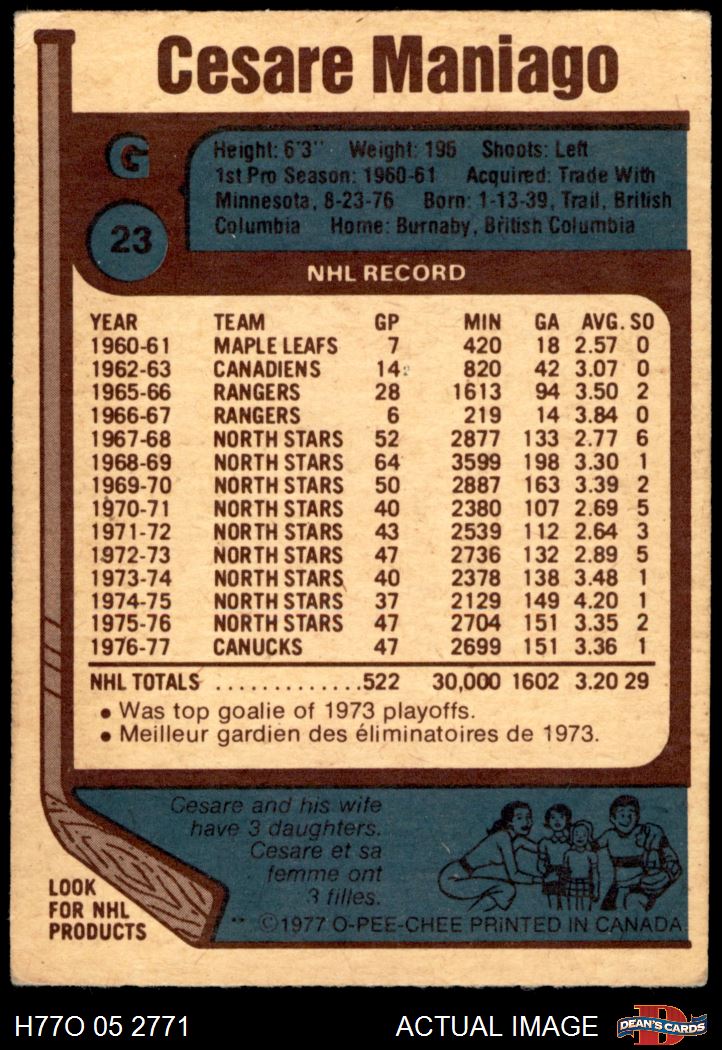 Cesare Maniago
G
23
Height: 6'3" Weight: 195 Shoots: Left
1st Pro Season: 1960-61 Acquired: Trade With
Minnesota, 8-23-76 Born: 1-13-39, Trail, British
Columbia Home: Burnaby, British Columbia
NHL RECORD
YEAR TEAM GP MIN GA AVG. SO
1960-61 MAPLE LEAFS 7 420 18 2.57 0
1962-63 CANADIENS 14 820 42 3.07 0
1965-66 RANGERS 28 1613 94 3.50 2
1966-67 RANGERS 6 219 14 3.84 0
1967-68 NORTH STARS 52 2877 133 2.77 6
1968-69 NORTH STARS 64 3599 198 3.30 1
1969-70 NORTH STARS 50 2887 163 3.39 2
1970-71 NORTH STARS 40 2380 107 2.69 5
1971-72 NORTH STARS 43 2539 112 2.64 3
1972-73 NORTH STARS 47 2736 132 2.89 5
1973-74 NORTH STARS 40 2378 138 3.48 1
1974-75 NORTH STARS 37 2129 149 4.20 1
1975-76 NORTH STARS 47 2704 151 3.35 2
1976-77 CANUCKS 47 2699 151 3.36 1
NHL TOTALS .............522 30,000 1602 3.20 29
• Was top goalie of 1973 playoffs.
• Meilleur gardien des éliminatoires de 1973.
Cesare and his wife
have 3 daughters.
Cesare et sa
femme ont
3 filles.
LOOK
FOR NHL
PRODUCTS
©1977 O-PEE-CHEE PRINTED IN CANADA
H77O 05 2771 ACTUAL IMAGE
D
DEAN'S CARDS